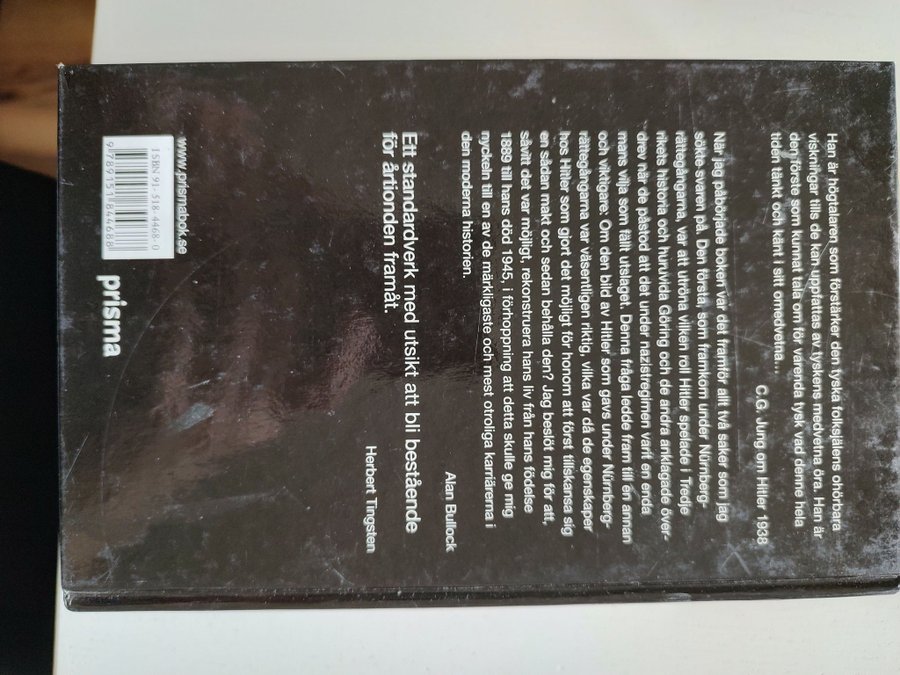 Han är högtalaren som förstärker den tyska folksjälens ohörbara
viskningar tills de kan uppfattas av tyskens medvetna öra. Han är
den förste som kunnat tala om för varenda tysk vad denne hela
tiden tänkt och känt i sitt omedvetna…
C.G. Jung om Hitler 1938
När jag påbörjade boken var det framför allt två saker som jag
sökte svaren på. Den första, som framkom under Nürnberg-
rättegångarna, var att utröna vilken roll Hitler spelade i Tredje
rikets historia och huruvida Göring och de andra anklagade över-
drev när de påstod att det under nazistregimen varit en enda
mans vilja som fällt utslaget. Denna fråga ledde fram till en annan
och viktigare: Om den bild av Hitler som gavs under Nürnberg-
rättegångarna var väsentligen riktig, vilka var då de egenskaper
hos Hitler som gjort det möjligt för honom att först tillskansa sig
en sådan makt och sedan behålla den? Jag beslöt mig för att,
såvitt det var möjligt, rekonstruera hans liv från hans födelse
1889 till hans död 1945, i förhoppning att detta skulle ge mig
nyckeln till en av de märkligaste och mest otroliga karriärerna i
den moderna historien.
Alan Bullock
Ett standardverk med utsikt att bli bestående
för årtionden framåt.
Herbert Tingsten
www.prismabok.se
ISBN 91-518-4468-0
9789151844688
prisma